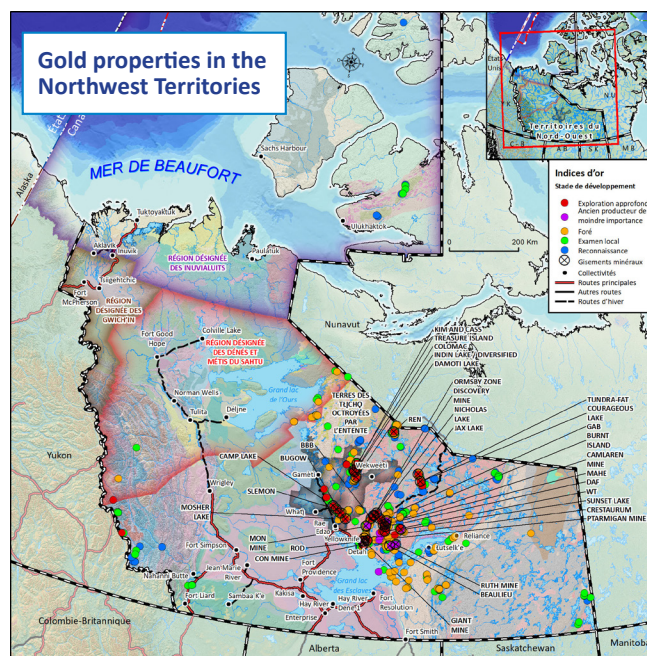 Gold properties in the
Northwest Territories
États-
Unis
N U
Territoires du
Nord-Ouest
C - B
A B
S K
M B
Alaska
MER DE BEAUFORT
Sachs Harbour
Ulukhaktok
Tuktoyaktuk
Aklavik
Inuvik
Paulatuk
Tsiigehtchic
Fort
McPherson
RÉGION DÉSIGNÉE
DES INUVIALUITS
RÉGION
DÉSIGNÉE DES
GWICH'IN
0
200 Km
Indices d'or
Stade de développement
Exploration approfond
Ancien producteur de
moindre importance
Foré
Examen local
Reconnaissance
Gisements minéraux
Collectivités
Routes principales
Autres routes
Routes d'hiver
Nunavut
Colville Lake
Fort Good
Hope
RÉGION DÉSIGNÉE
DES DÉNÉS ET
MÉTIS DU SAHTU
Norman Wells
Tulita
Deline
Grand lac
de l'Ours
KIM AND CASS
TREASURE ISLAND
COLOMAC
INDIN LAKE / DIVERSIFIED
DAMOTI LAKE
ORMSBY ZONE
DISCOVERY
MINE
NICHOLAS
LAKE
JAX LAKE
TUNDRA-FAT
COURAGEOUS
LAKE
GAB
BURNT
ISLAND
CAMLAREN
MINE
MAHE
DAF
WT
SUNSET LAKE
CRESTAURUM
PTARMIGAN MINE
TERRES DES
TŁĮCHǪ
OCTROYÉES
PAR
L'ENTENTE
REN
BBB
BUGOW
CAMP LAKE
Gamètì
Wekweètì
SLEMON
Yukon
Wrigley
MOSHER
LAKE
Whatì
Rae
Edzo
Yellowknife
Detah
MON
MINE
ROD
CON MINE
Reliance
Łutselk'e
Fort Simpson
Jean Marie
River
Fort
Providence
Nahanni Butte
Fort Liard
Sambaa K'e
Kakisa
Hay River
Dene 1
Enterprise
Grand lac
des Esclaves
Fort
Resolution
Fort Smith
RUTH MINE
BEAULIEU
GIANT
MINE
Colombie-Britannique
Alberta
Saskatchewan
Manitoba